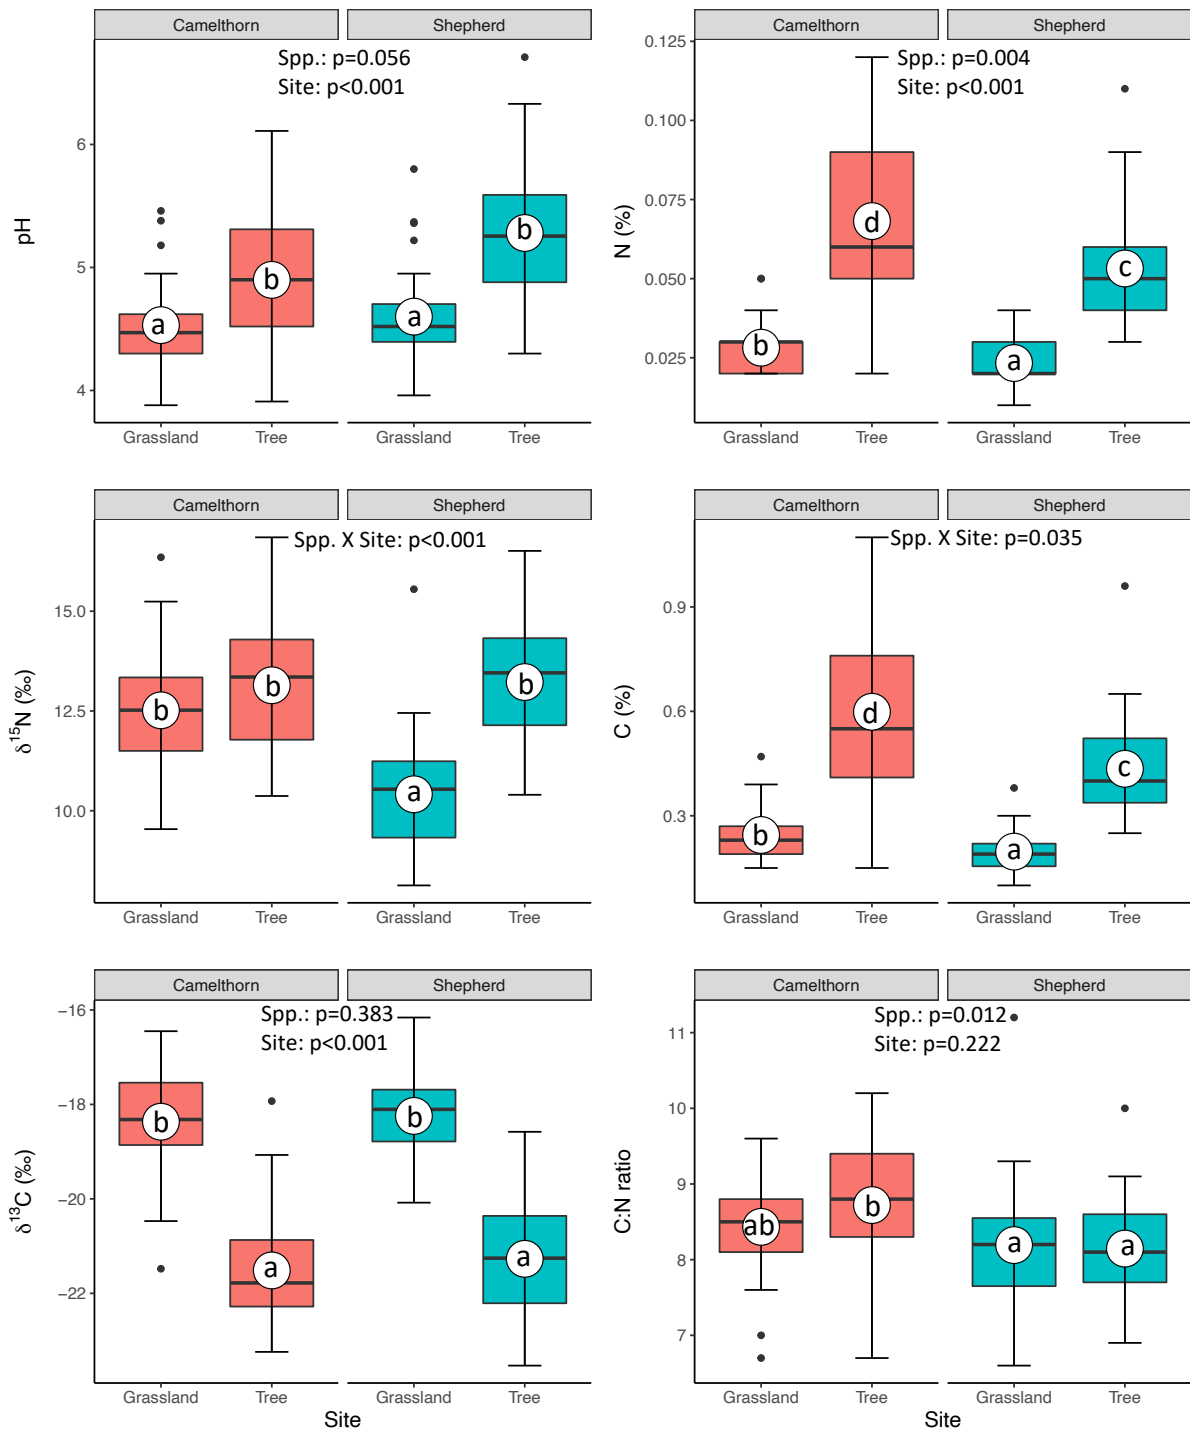 Camelthorn Shepherd
Spp.: p=0.056
Site: p<0.001
pH
6
5
4
a
b
a
b
Grassland Tree Grassland Tree
Camelthorn Shepherd
Spp.: p=0.004
Site: p<0.001
N (%)
0.125
0.100
0.075
0.050
0.025
b
d
a
c
Grassland Tree Grassland Tree
Camelthorn Shepherd
Spp. X Site: p<0.001
δ¹⁵N (‰)
15.0
12.5
10.0
b
b
a
b
Grassland Tree Grassland Tree
Camelthorn Shepherd
Spp. X Site: p=0.035
C (%)
0.9
0.6
0.3
b
d
a
c
Grassland Tree Grassland Tree
Camelthorn Shepherd
Spp.: p=0.383
Site: p<0.001
δ¹³C (‰)
−16
−18
−20
−22
b
a
b
a
Grassland Tree Grassland Tree
Site
Camelthorn Shepherd
Spp.: p=0.012
Site: p=0.222
C:N ratio
11
10
9
8
7
ab
b
a
a
Grassland Tree Grassland Tree
Site